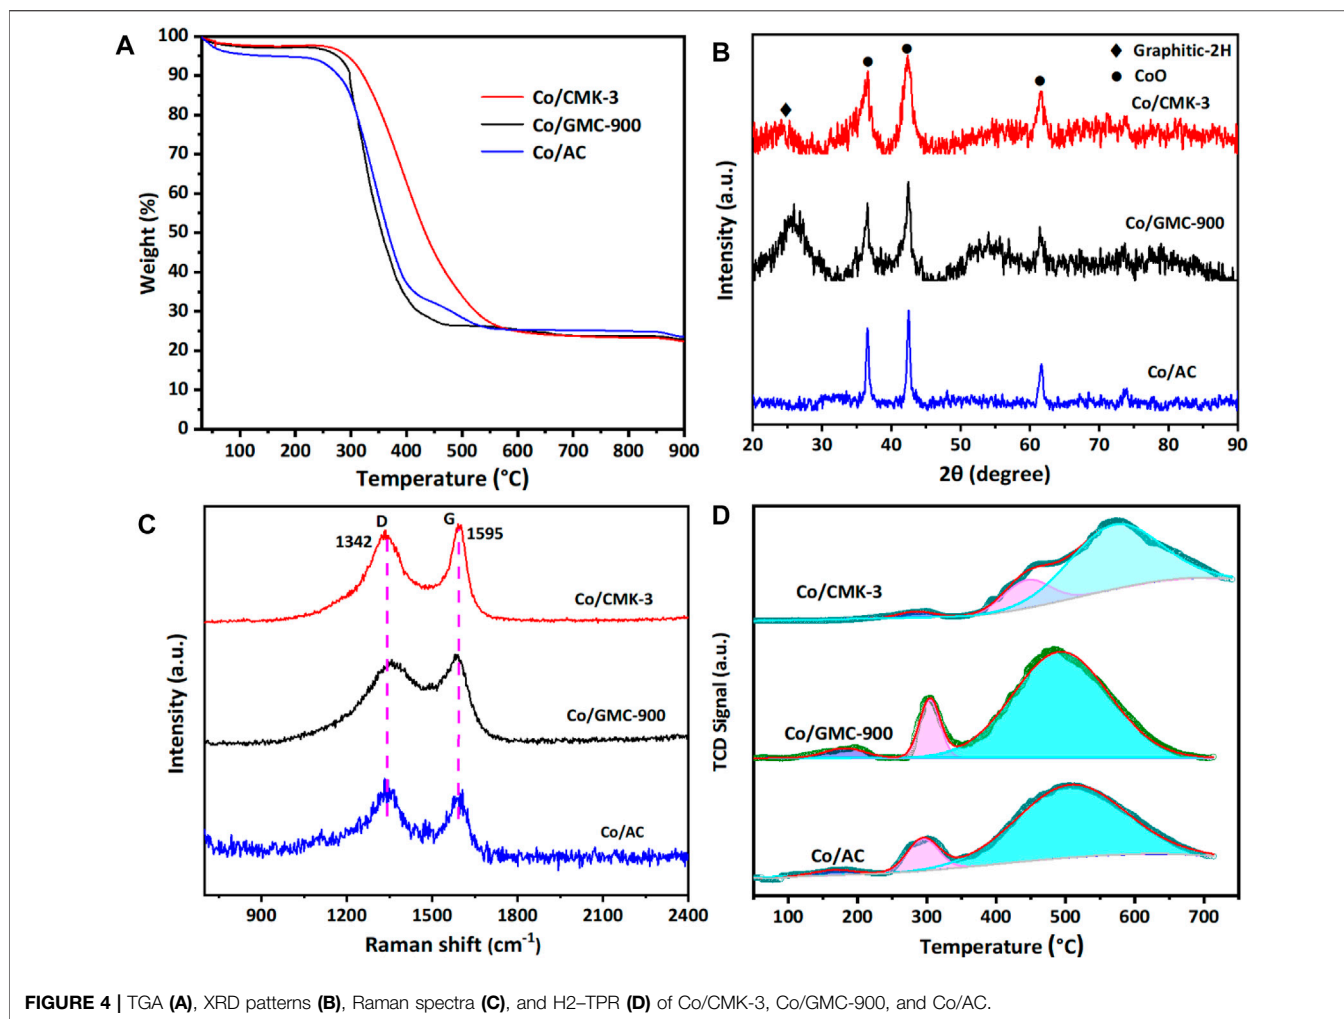 A
100
90
80
70
60
50
40
30
20
10
0
Weight (%)
Co/CMK-3
Co/GMC-900
Co/AC
100 200 300 400 500 600 700 800 900
Temperature (°C)
B
Graphitic-2H
CoO
Co/CMK-3
Co/GMC-900
Co/AC
Intensity (a.u.)
20 30 40 50 60 70 80 90
2θ (degree)
C
D G
1342 1595
Co/CMK-3
Co/GMC-900
Co/AC
Intensity (a.u.)
900 1200 1500 1800 2100 2400
Raman shift (cm⁻¹)
D
Co/CMK-3
Co/GMC-900
Co/AC
TCD Signal (a.u.)
100 200 300 400 500 600 700
Temperature (°C)
FIGURE 4 | TGA (A), XRD patterns (B), Raman spectra (C), and H2–TPR (D) of Co/CMK-3, Co/GMC-900, and Co/AC.